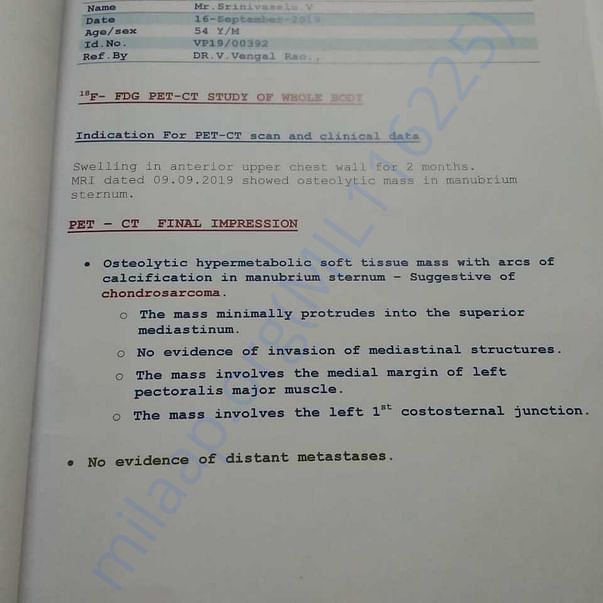 Name Mr.Srinivasalu.V
Date 16-September-2019
Age/sex 54 Y/M
Id.No. VP19/00392
Ref.By DR.V.Vengal Rao.,
18F- FDG PET-CT STUDY OF WHOLE BODY
Indication For PET-CT scan and clinical data
Swelling in anterior upper chest wall for 2 months.
MRI dated 09.09.2019 showed osteolytic mass in manubrium
sternum.
PET - CT FINAL IMPRESSION
• Osteolytic hypermetabolic soft tissue mass with arcs of
calcification in manubrium sternum - Suggestive of
chondrosarcoma.
o The mass minimally protrudes into the superior
mediastinum.
o No evidence of invasion of mediastinal structures.
o The mass involves the medial margin of left
pectoralis major muscle.
o The mass involves the left 1st costosternal junction.
• No evidence of distant metastases.
milaap.org(MIL116225)